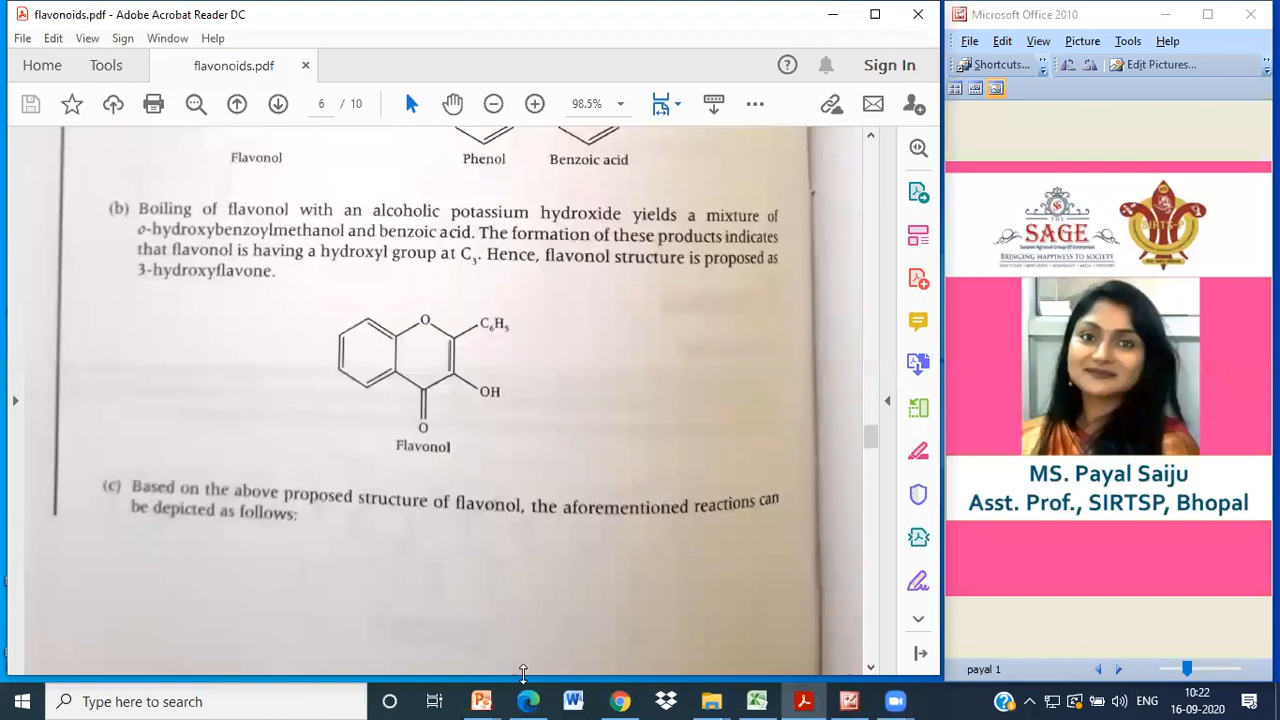 flavonoids.pdf - Adobe Acrobat Reader DC
File Edit View Sign Window Help
Home Tools flavonoids.pdf × Sign In
6 / 10 98.5%
Flavonol Phenol Benzoic acid
(b) Boiling of flavonol with an alcoholic potassium hydroxide yields a mixture of
o-hydroxybenzoylmethanol and benzoic acid. The formation of these products indicates
that flavonol is having a hydroxyl group at C₃. Hence, flavonol structure is proposed as
3-hydroxyflavone.
O
C₆H₅
OH
O
Flavonol
(c) Based on the above proposed structure of flavonol, the aforementioned reactions can
be depicted as follows:
Microsoft Office 2010
File Edit View Picture Tools Help
Shortcuts... Edit Pictures...
THE
SAGE
BRINGING HAPPINESS TO SOCIETY
SIRTS-P
MS. Payal Saiju
Asst. Prof., SIRTSP, Bhopal
payal 1
Type here to search
ENG
10:22
16-09-2020